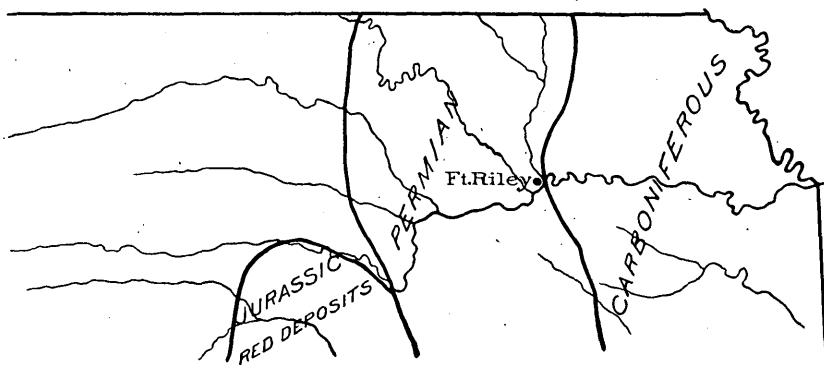 PERMIAN
Ft.Riley
CARBONIFEROUS
JURASSIC
RED DEPOSITS